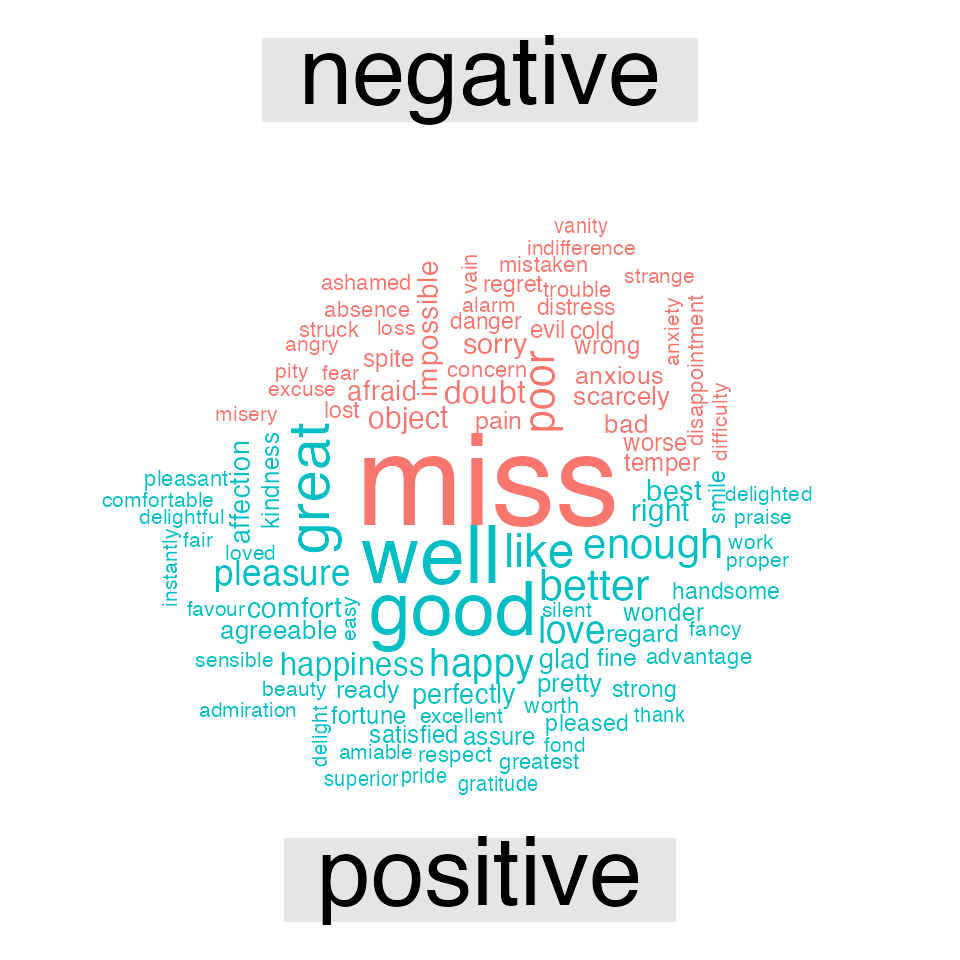 negative
vanity
indifference
mistaken
strange
vain
regret
trouble
ashamed
impossible
absence
alarm
distress
anxiety
disappointment
struck
loss
danger
evil
cold
angry
spite
sorry
wrong
pity
fear
concern
poor
anxious
excuse
afraid
doubt
scarcely
difficulty
misery
lost
object
pain
bad
worse
temper
miss
great
kindness
affection
pleasant
best
smile
delighted
comfortable
right
praise
delightful
instantly
fair
loved
well
like
enough
work
proper
pleasure
better
handsome
favour
comfort
easy
good
silent
wonder
agreeable
love
regard
fancy
sensible
happiness
happy
glad
fine
advantage
beauty
ready
perfectly
pretty
strong
admiration
delight
fortune
excellent
worth
pleased
thank
satisfied
assure
fond
amiable
respect
greatest
superior
pride
gratitude
positive